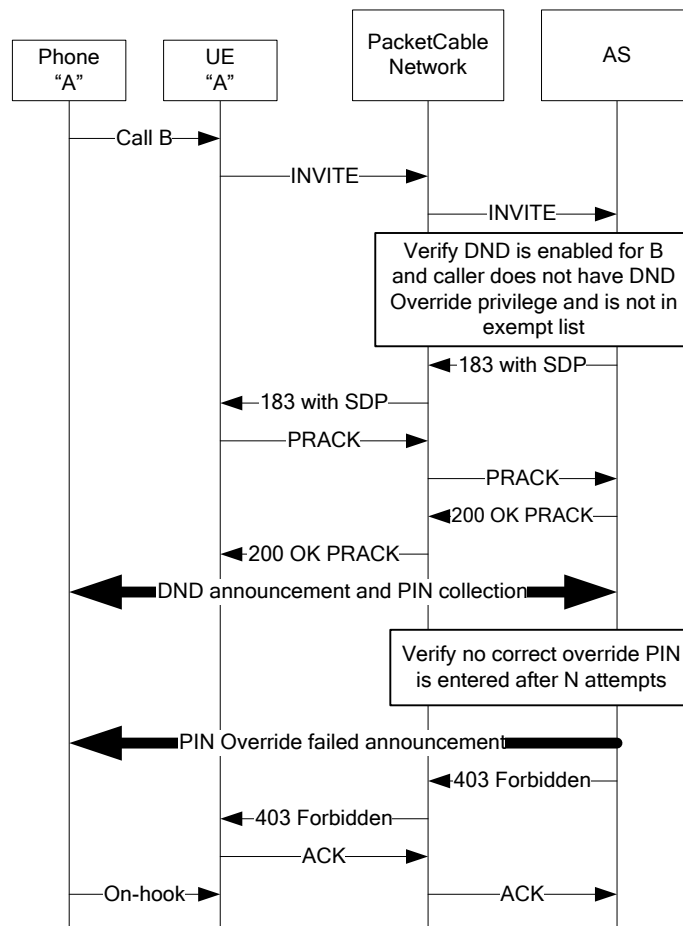 Phone
“A”
UE
“A”
PacketCable
Network
AS
Call B
INVITE
INVITE
Verify DND is enabled for B
and caller does not have DND
Override privilege and is not in
exempt list
183 with SDP
183 with SDP
PRACK
PRACK
200 OK PRACK
200 OK PRACK
DND announcement and PIN collection
Verify no correct override PIN
is entered after N attempts
PIN Override failed announcement
403 Forbidden
403 Forbidden
ACK
On-hook
ACK